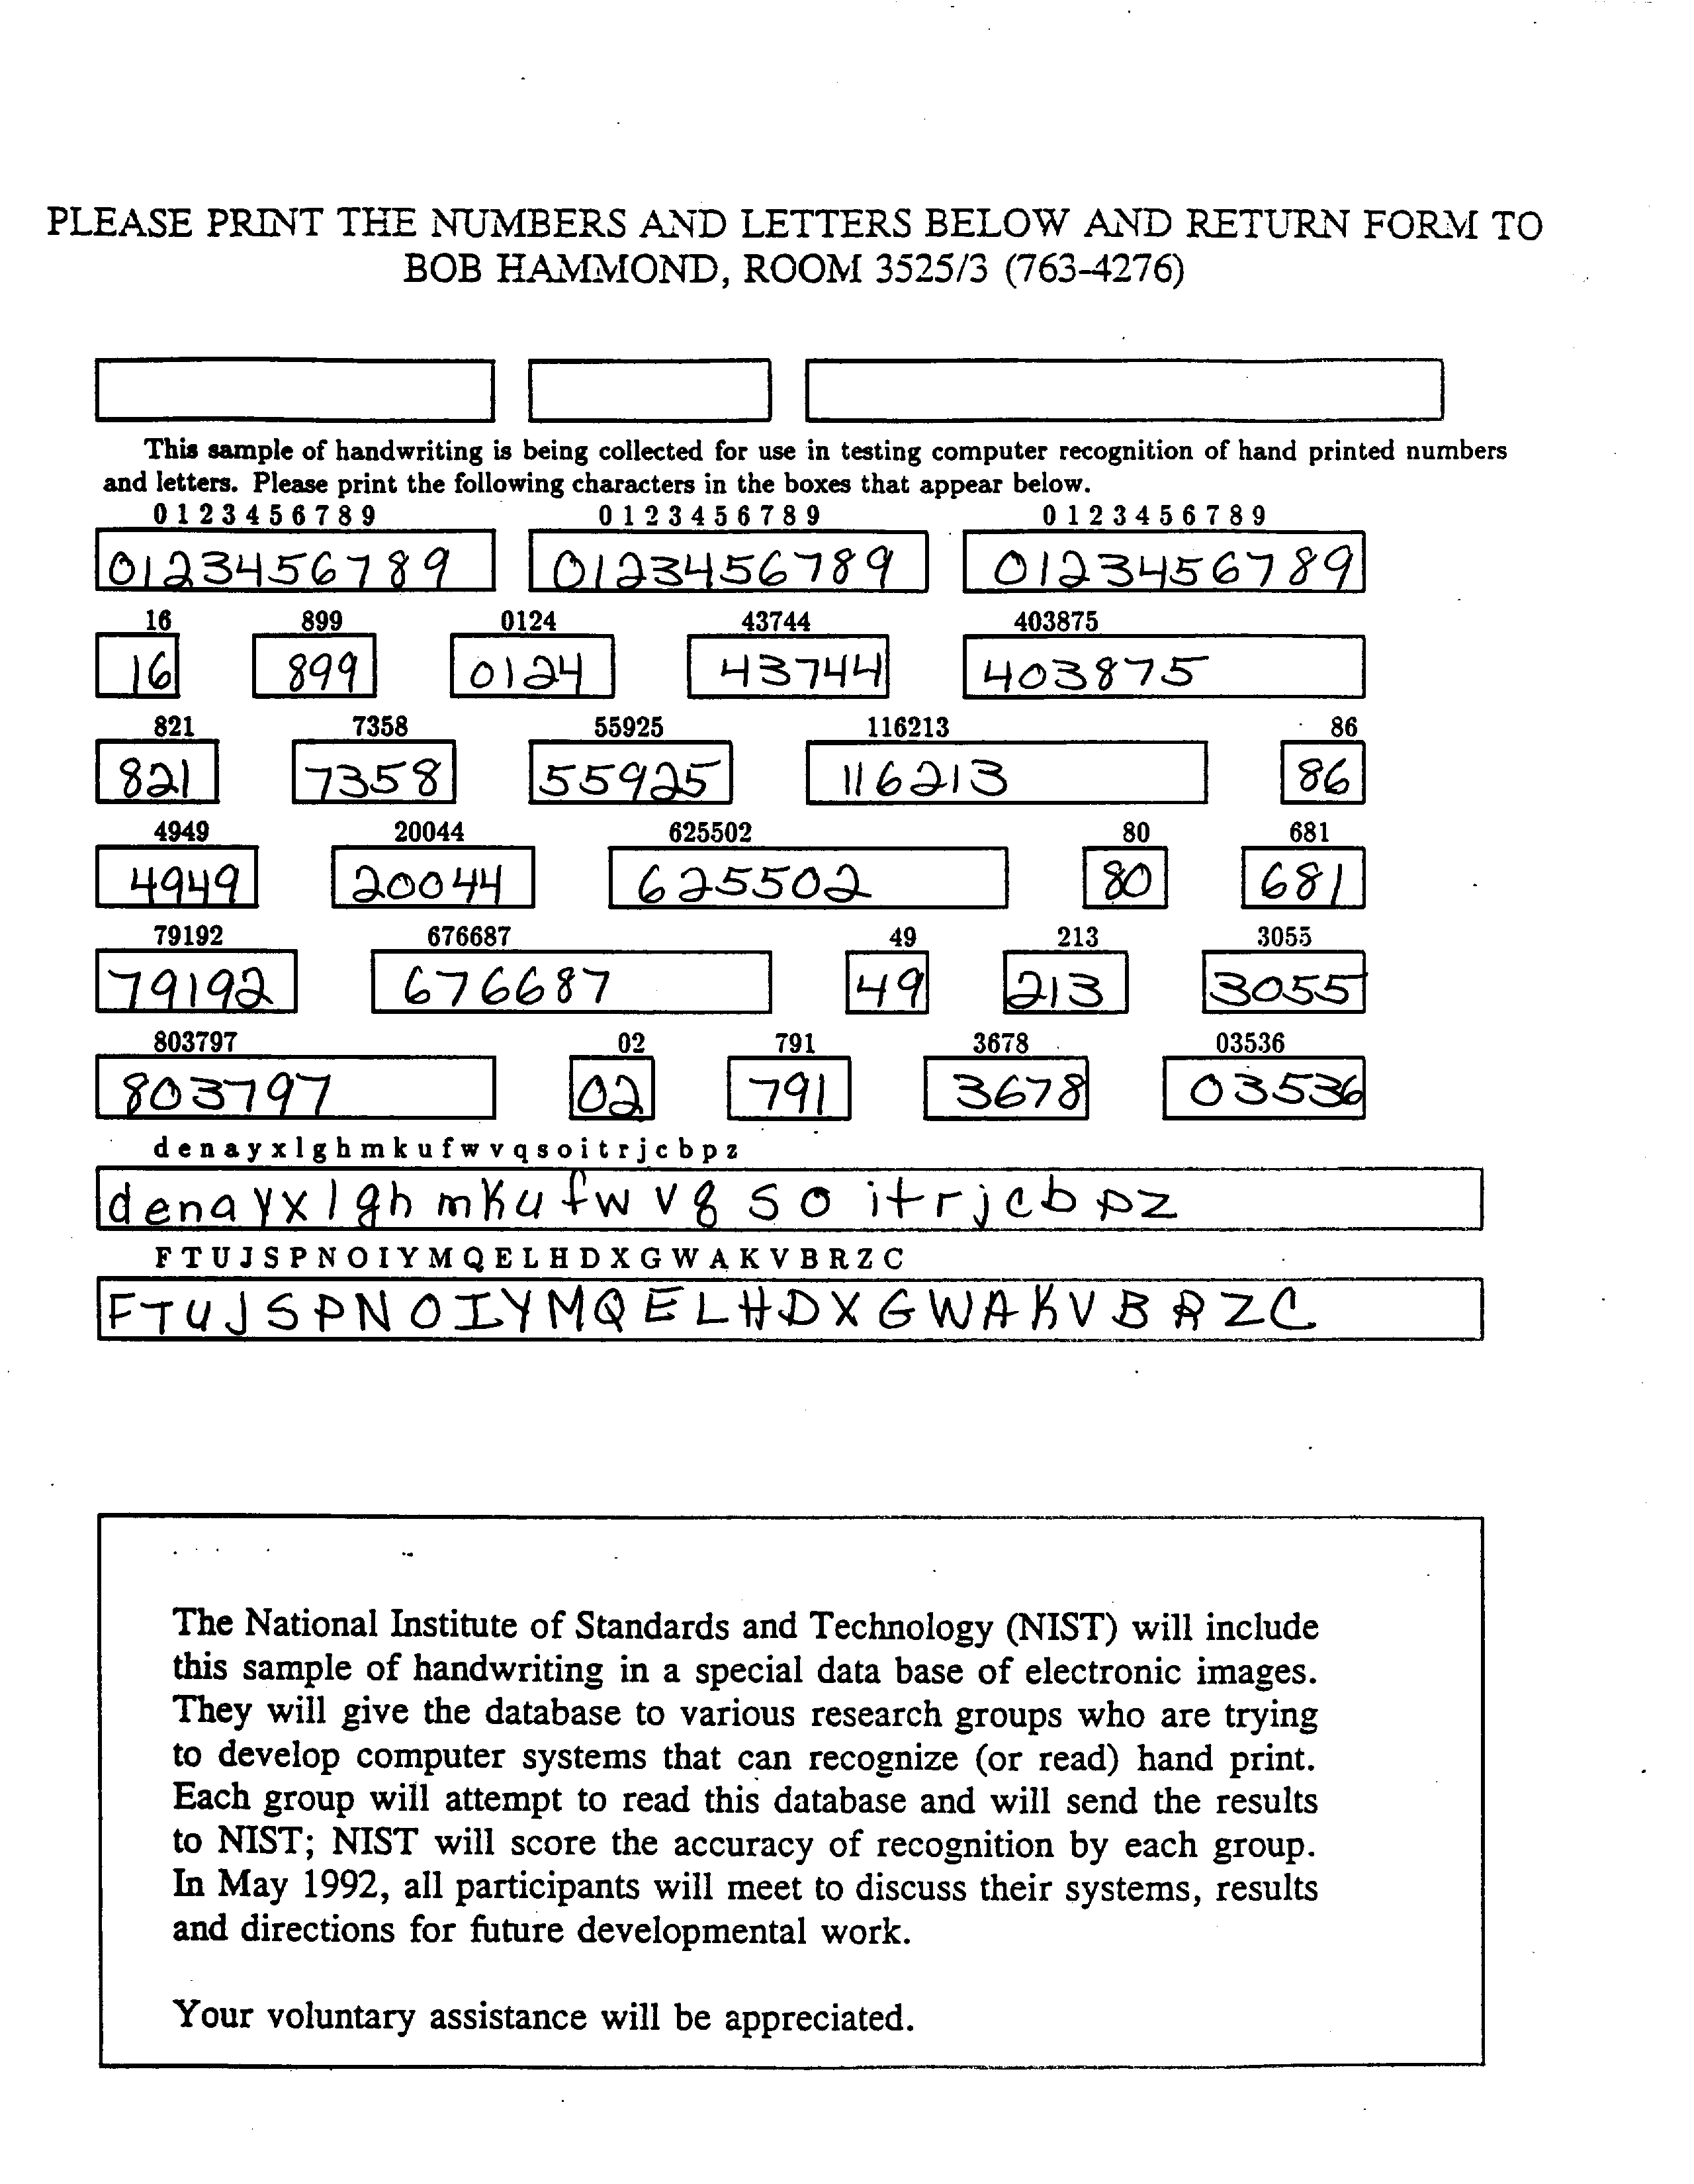 PLEASE PRINT THE NUMBERS AND LETTERS BELOW AND RETURN FORM TO
BOB HAMMOND, ROOM 3525/3 (763-4276)
This sample of handwriting is being collected for use in testing computer recognition of hand printed numbers
and letters. Please print the following characters in the boxes that appear below.
0 1 2 3 4 5 6 7 8 9 0 1 2 3 4 5 6 7 8 9 0 1 2 3 4 5 6 7 8 9
0123456789 0123456789 0123456789
16 899 0124 43744 403875
16 899 0124 43744 403875
821 7358 55925 116213 86
821 7358 55925 116213 86
4949 20044 625502 80 681
4949 20044 625502 80 681
79192 676687 49 213 3055
79192 676687 49 213 3055
803797 02 791 3678 03536
803797 02 791 3678 03536
d e n a y x l g h m k u f w v q s o i t r j c b p z
d e n a y x l g h m k u f w v q s o i t r j c b p z
F T U J S P N O I Y M Q E L H D X G W A K V B R Z C
F T U J S P N O I Y M Q E L H D X G W A K V B R Z C
The National Institute of Standards and Technology (NIST) will include
this sample of handwriting in a special data base of electronic images.
They will give the database to various research groups who are trying
to develop computer systems that can recognize (or read) hand print.
Each group will attempt to read this database and will send the results
to NIST; NIST will score the accuracy of recognition by each group.
In May 1992, all participants will meet to discuss their systems, results
and directions for future developmental work.
Your voluntary assistance will be appreciated.